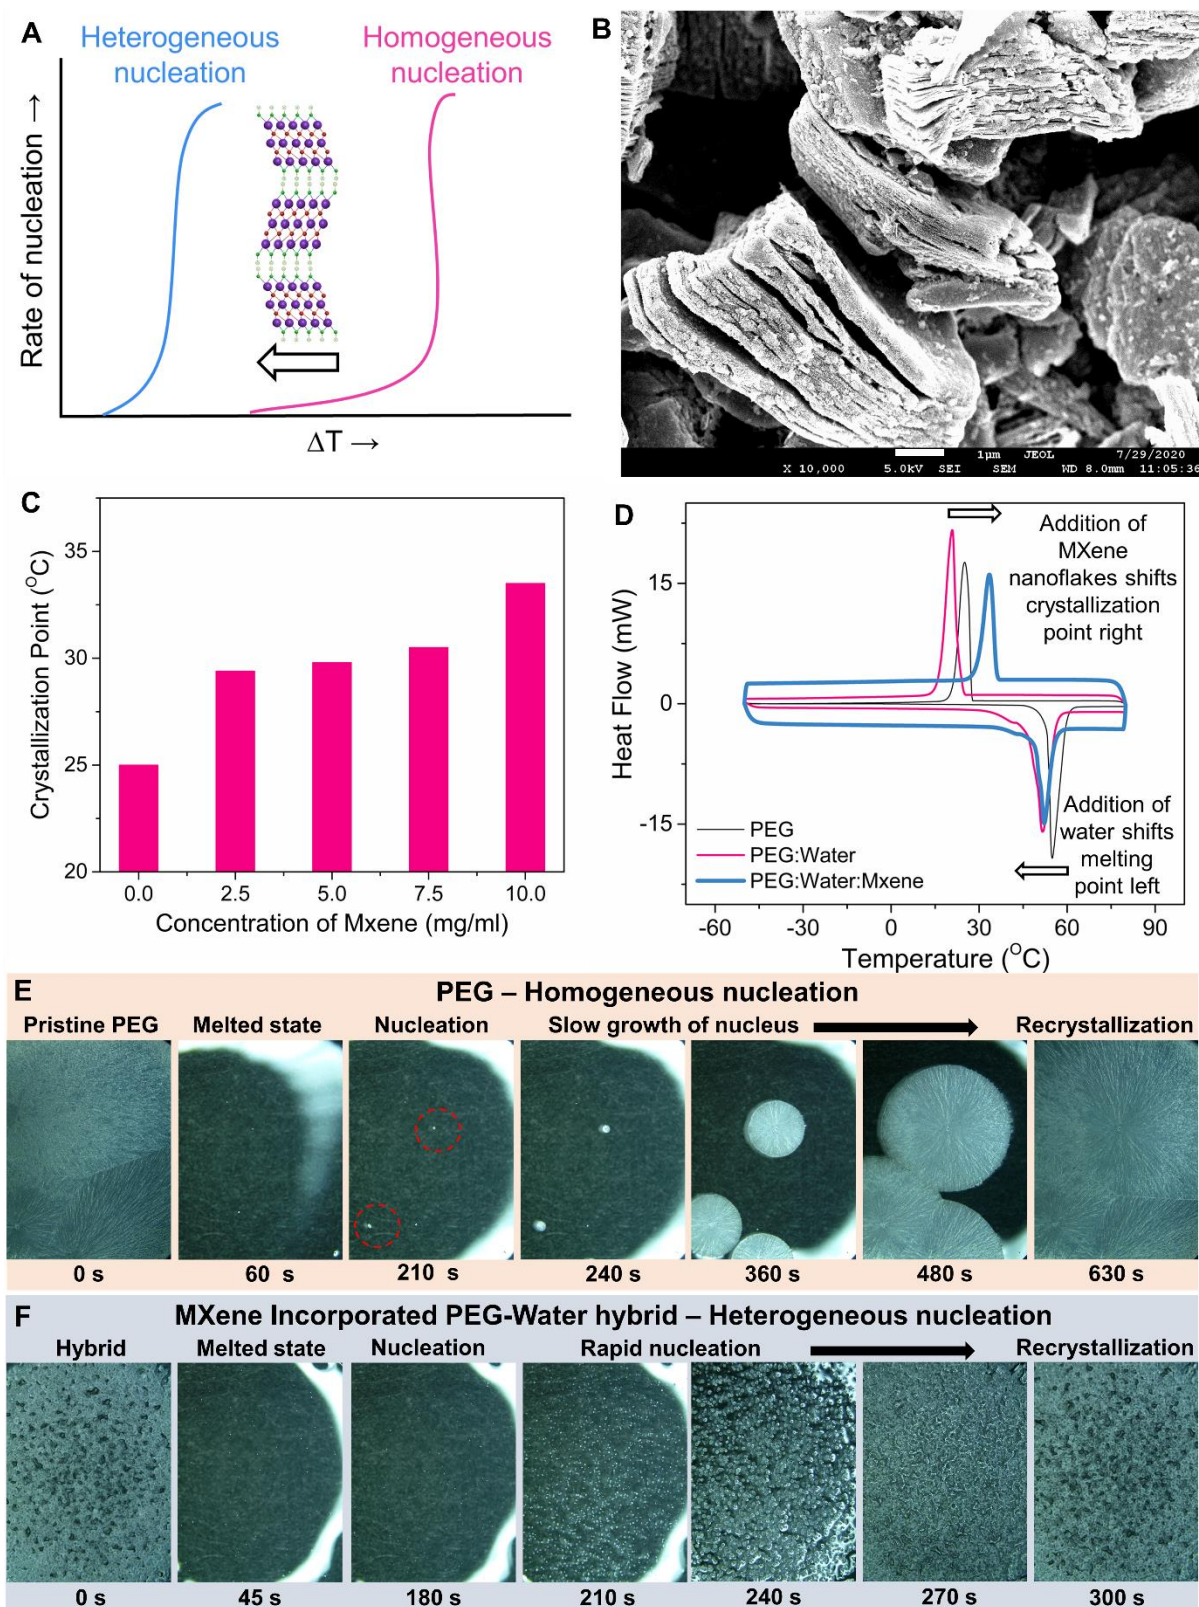 A
Heterogeneous
nucleation
Homogeneous
nucleation
Rate of nucleation →
ΔT →
B
1µm JEOL 7/29/2020
X 10,000 5.0kV SEI SEM WD 8.0mm 11:05:36
C
Crystallization Point (°C)
35
30
25
20
0.0 2.5 5.0 7.5 10.0
Concentration of Mxene (mg/ml)
D
Addition of
MXene
nanoflakes shifts
crystallization
point right
Heat Flow (mW)
15
0
-15
PEG
PEG:Water
PEG:Water:Mxene
Addition of
water shifts
melting
point left
-60 -30 0 30 60 90
Temperature (°C)
E
PEG – Homogeneous nucleation
Pristine PEG Melted state Nucleation Slow growth of nucleus Recrystallization
0 s 60 s 210 s 240 s 360 s 480 s 630 s
F
MXene Incorporated PEG-Water hybrid – Heterogeneous nucleation
Hybrid Melted state Nucleation Rapid nucleation Recrystallization
0 s 45 s 180 s 210 s 240 s 270 s 300 s